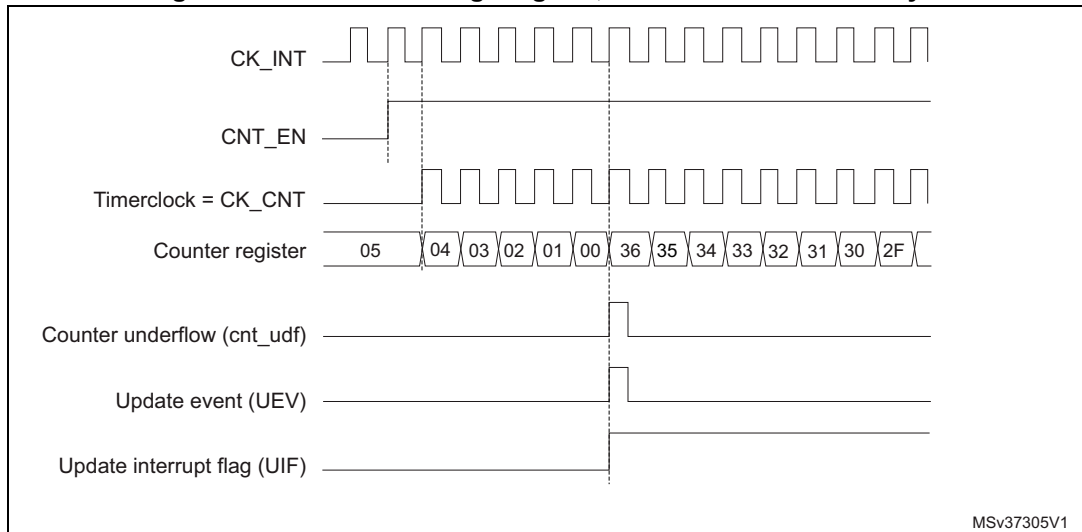 CK_INT
CNT_EN
Timerclock = CK_CNT
Counter register 05 04 03 02 01 00 36 35 34 33 32 31 30 2F
Counter underflow (cnt_udf)
Update event (UEV)
Update interrupt flag (UIF)
MSv37305V1